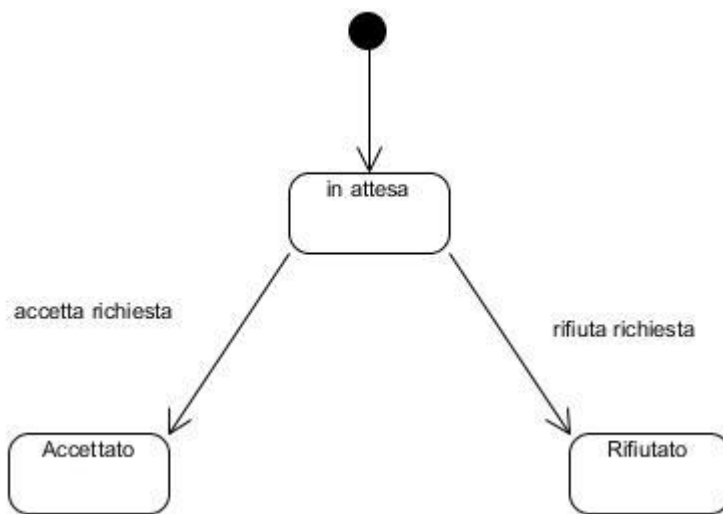 in attesa
accetta richiesta
rifiuta richiesta
Accettato
Rifiutato